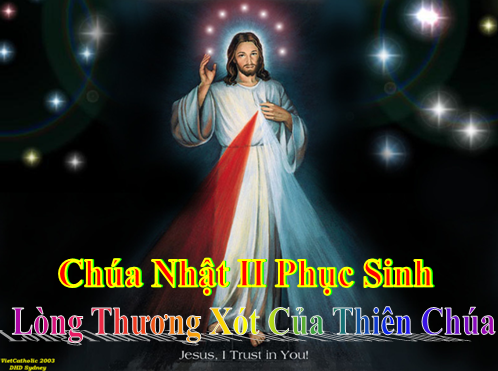 Chúa Nhật II Phục Sinh
Lòng Thương Xót Của Thiên Chúa
Jesus, I Trust in You!
VietCatholic 2003
DHD Sydney